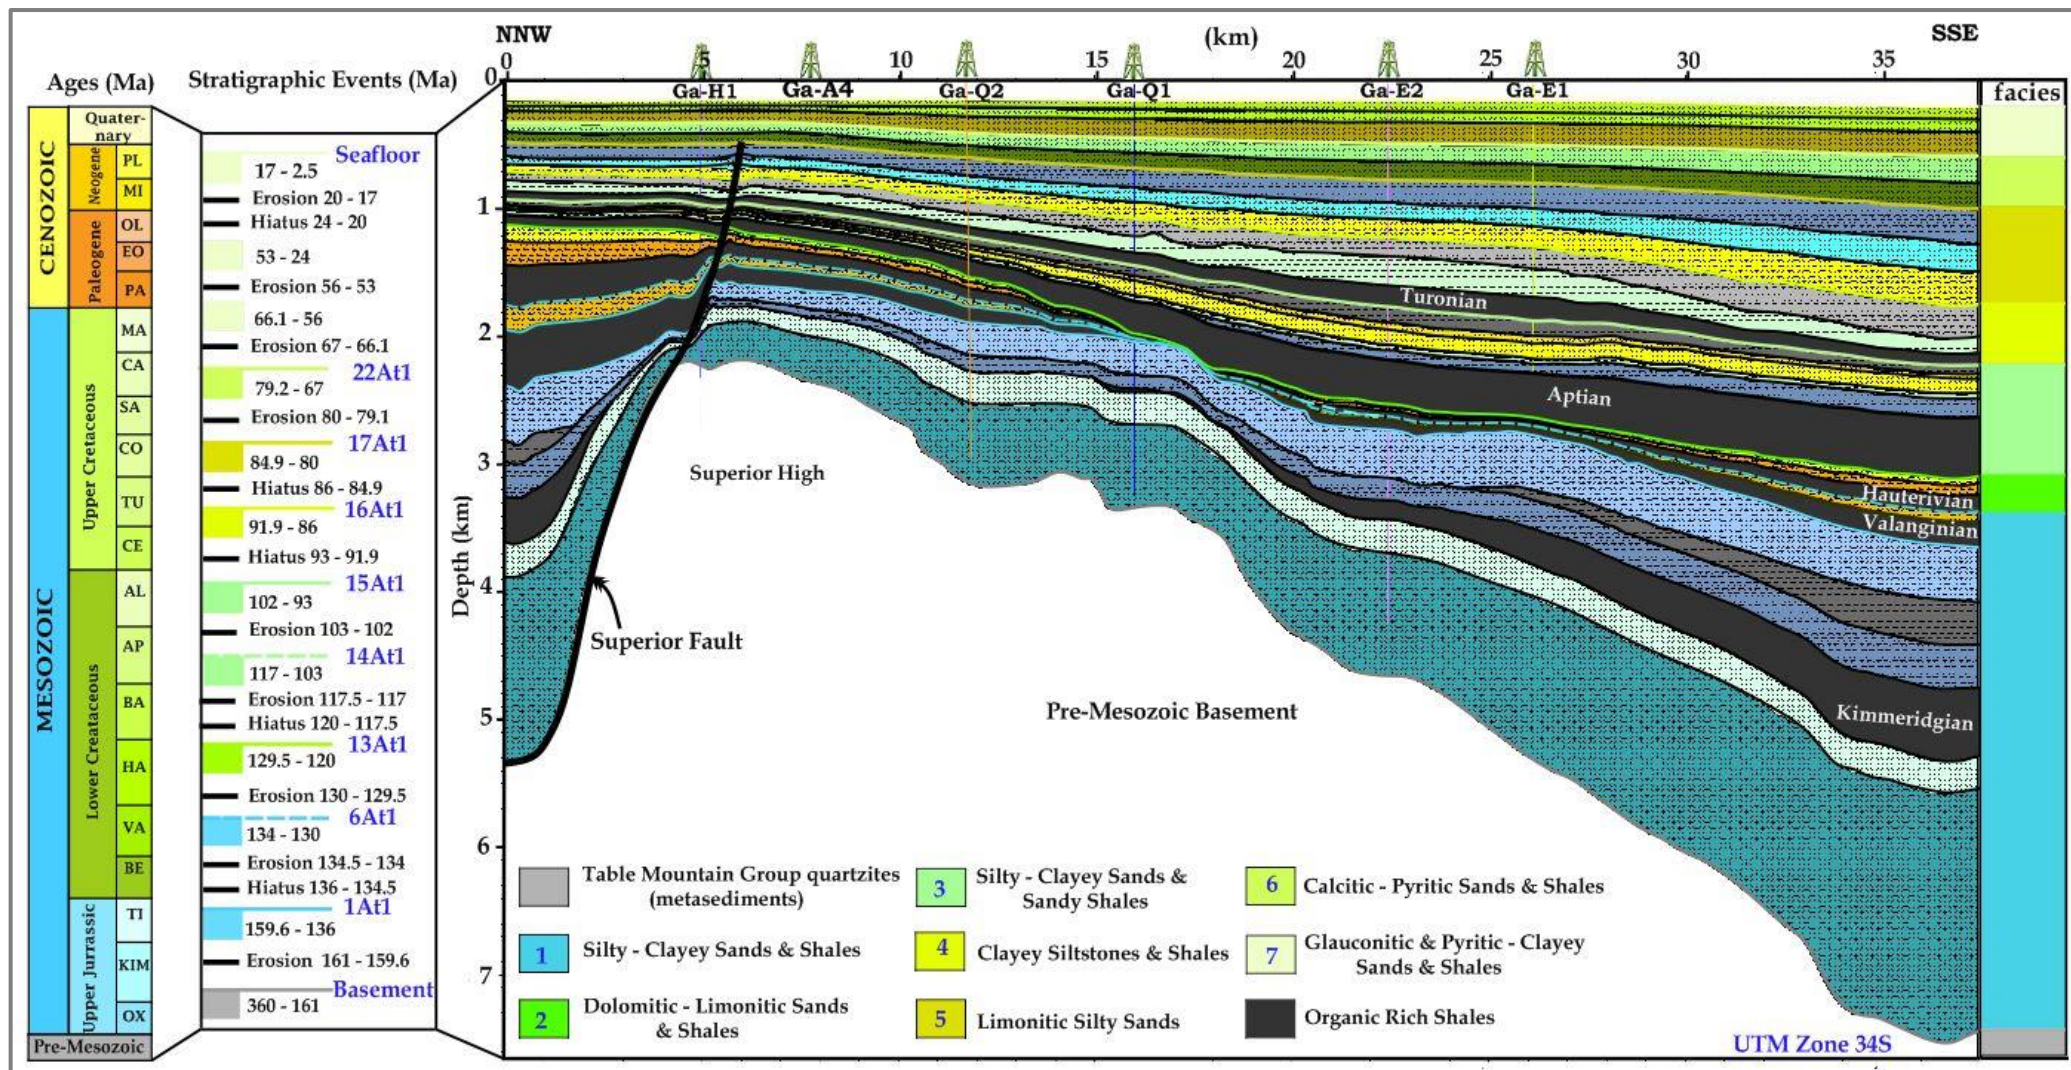 NNW
(km)
SSE
Ages (Ma)
Stratigraphic Events (Ma)
0 5 10 15 20 25 30 35
Ga-H1 Ga-A4 Ga-Q2 Ga-Q1 Ga-E2 Ga-E1
facies
CENOZOIC
MESOZOIC
Pre-Mesozoic
Quater-
nary
Neogene
Paleogene
Upper Cretaceous
Lower Creataceous
Upper Jurrassic
PL
MI
OL
EO
PA
MA
CA
SA
CO
TU
CE
AL
AP
BA
HA
VA
BE
TI
KIM
OX
Seafloor
17 - 2.5
Erosion 20 - 17
Hiatus 24 - 20
53 - 24
Erosion 56 - 53
66.1 - 56
Erosion 67 - 66.1
22At1
79.2 - 67
Erosion 80 - 79.1
17At1
84.9 - 80
Hiatus 86 - 84.9
16At1
91.9 - 86
Hiatus 93 - 91.9
15At1
102 - 93
Erosion 103 - 102
14At1
117 - 103
Erosion 117.5 - 117
Hiatus 120 - 117.5
13At1
129.5 - 120
Erosion 130 - 129.5
6At1
134 - 130
Erosion 134.5 - 134
Hiatus 136 - 134.5
1At1
159.6 - 136
Erosion 161 - 159.6
Basement
360 - 161
Depth (km)
0
1
2
3
4
5
6
7
Turonian
Aptian
Hauterivian
Valanginian
Kimmeridgian
Superior High
Superior Fault
Pre-Mesozoic Basement
Table Mountain Group quartzites
(metasediments)
1 Silty - Clayey Sands & Shales
2 Dolomitic - Limonitic Sands
& Shales
3 Silty - Clayey Sands &
Sandy Shales
4 Clayey Siltstones & Shales
5 Limonitic Silty Sands
6 Calcitic - Pyritic Sands & Shales
7 Glauconitic & Pyritic - Clayey
Sands & Shales
Organic Rich Shales
UTM Zone 34S